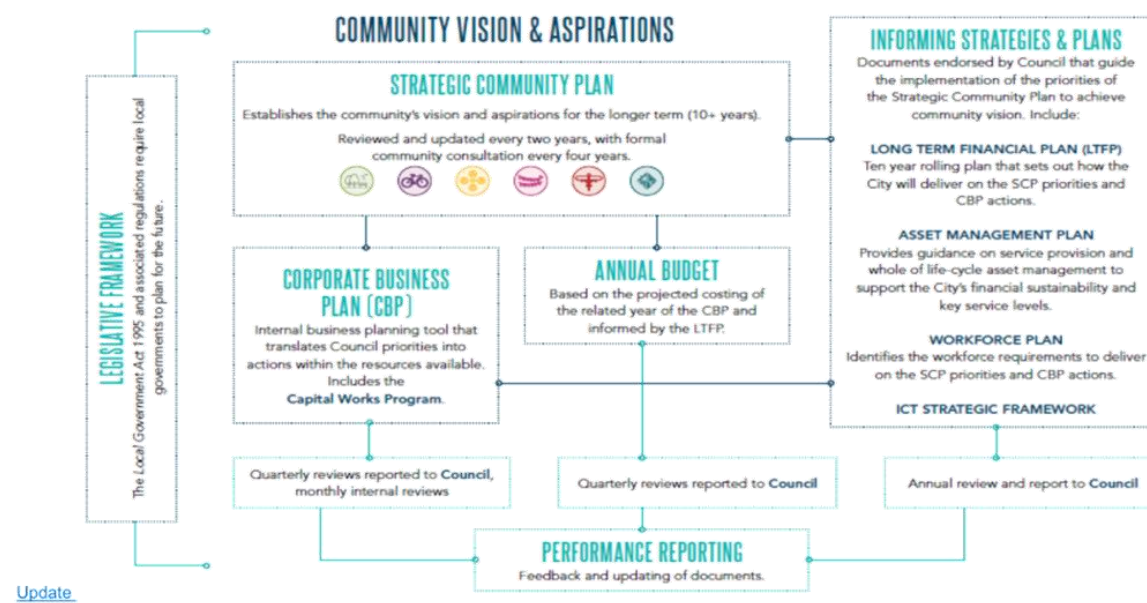 COMMUNITY VISION & ASPIRATIONS
STRATEGIC COMMUNITY PLAN
Establishes the community's vision and aspirations for the longer term (10+ years).
Reviewed and updated every two years, with formal
community consultation every four years.
LEGISLATIVE FRAMEWORK
The Local Government Act 1995 and associated regulations require local
governments to plan for the future.
CORPORATE BUSINESS
PLAN (CBP)
Internal business planning tool that
translates Council priorities into
actions within the resources available.
Includes the
Capital Works Program.
ANNUAL BUDGET
Based on the projected costing of
the related year of the CBP and
informed by the LTFP.
INFORMING STRATEGIES & PLANS
Documents endorsed by Council that guide
the implementation of the priorities of
the Strategic Community Plan to achieve
community vision. Include:
LONG TERM FINANCIAL PLAN (LTFP)
Ten year rolling plan that sets out how the
City will deliver on the SCP priorities and
CBP actions.
ASSET MANAGEMENT PLAN
Provides guidance on service provision and
whole of life-cycle asset management to
support the City's financial sustainability and
key service levels.
WORKFORCE PLAN
Identifies the workforce requirements to deliver
on the SCP priorities and CBP actions.
ICT STRATEGIC FRAMEWORK
Quarterly reviews reported to Council,
monthly internal reviews
Quarterly reviews reported to Council
Annual review and report to Council
PERFORMANCE REPORTING
Feedback and updating of documents.
Update